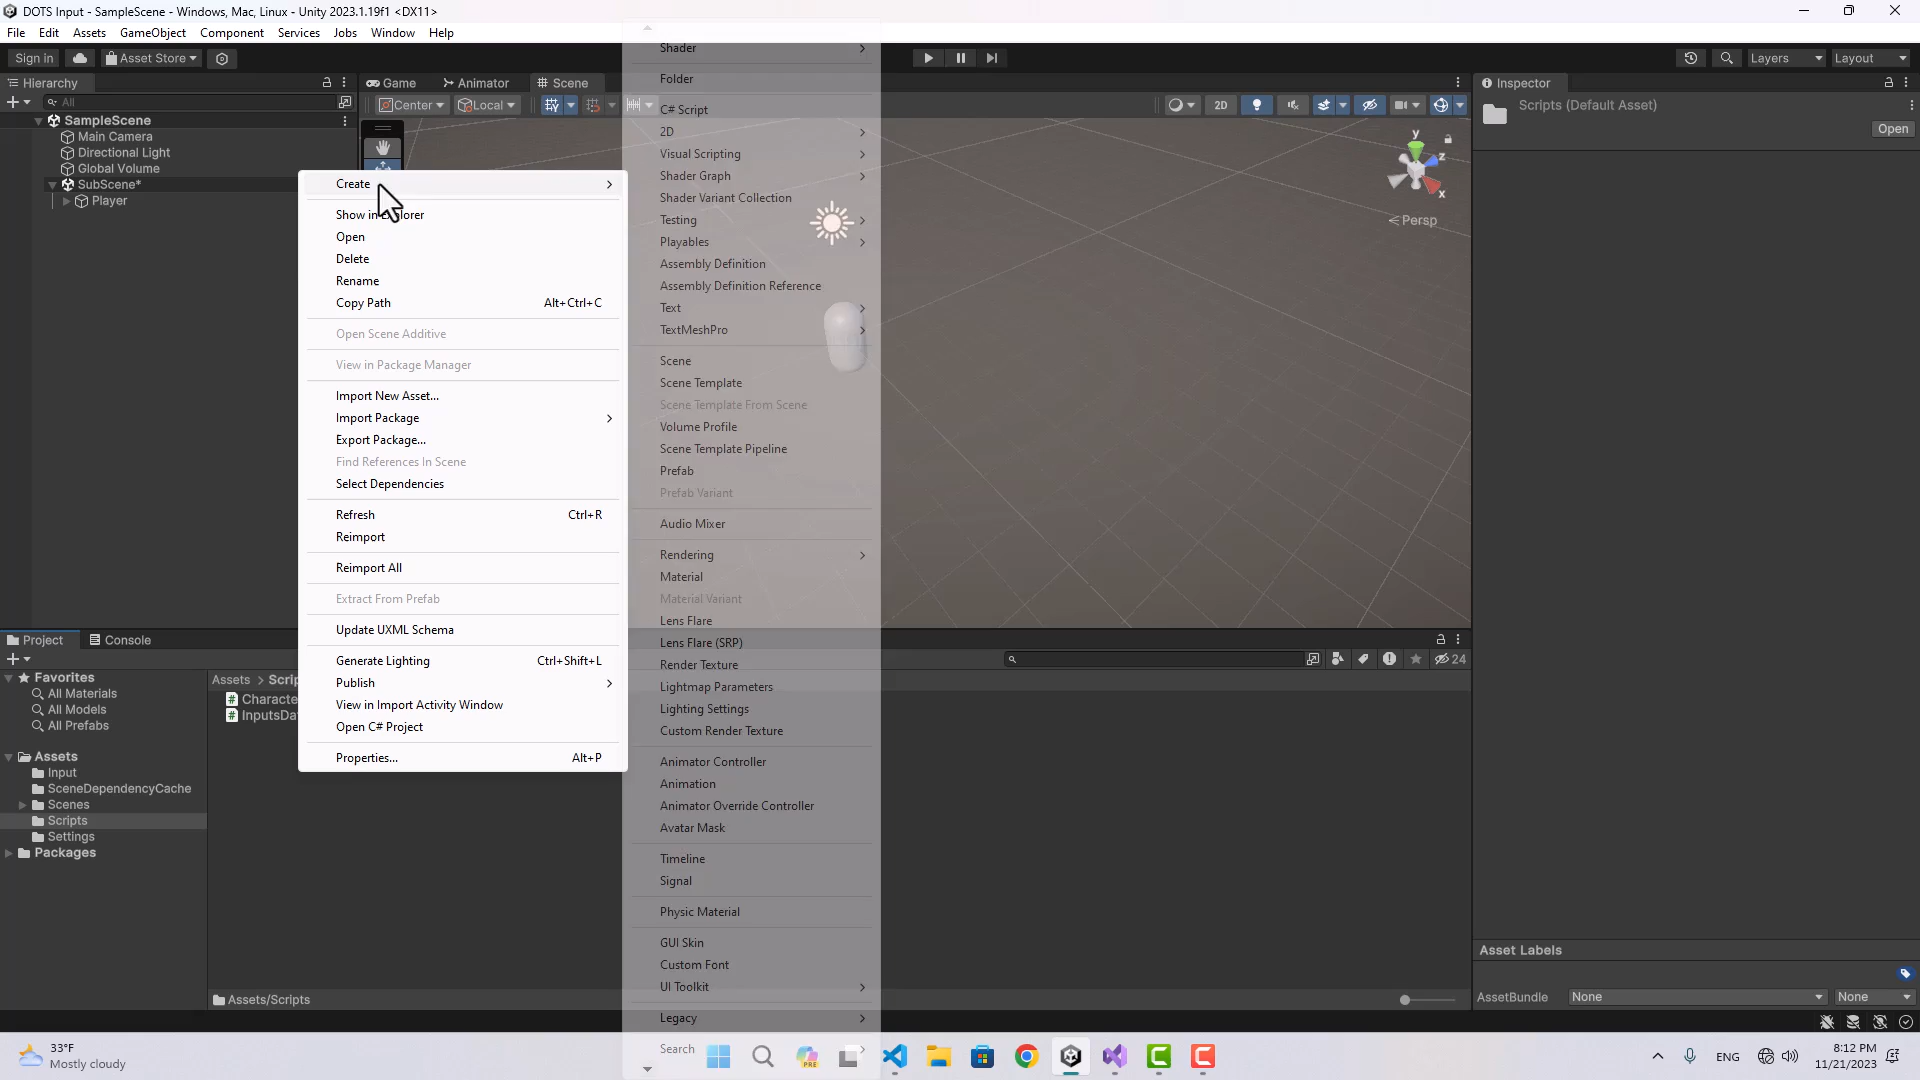 DOTS Input - SampleScene - Windows, Mac, Linux - Unity 2023.1.19f1 <DX11>
File Edit Assets GameObject Component Services Jobs Window Help
Sign in Asset Store Layers Layout
Hierarchy
All
SampleScene
Main Camera
Directional Light
Global Volume
SubScene*
Player
Game Animator Scene
Center Local 2D
y
z
x
Persp
Inspector
Scripts (Default Asset)
Open
Create
Show in Explorer
Open
Delete
Rename
Copy Path Alt+Ctrl+C
Open Scene Additive
View in Package Manager
Import New Asset...
Import Package
Export Package...
Find References In Scene
Select Dependencies
Refresh Ctrl+R
Reimport
Reimport All
Extract From Prefab
Update UXML Schema
Generate Lighting Ctrl+Shift+L
Publish
View in Import Activity Window
Open C# Project
Properties... Alt+P
Shader
Folder
C# Script
2D
Visual Scripting
Shader Graph
Shader Variant Collection
Testing
Playables
Assembly Definition
Assembly Definition Reference
Text
TextMeshPro
Scene
Scene Template
Scene Template From Scene
Volume Profile
Scene Template Pipeline
Prefab
Prefab Variant
Audio Mixer
Rendering
Material
Material Variant
Lens Flare
Lens Flare (SRP)
Render Texture
Lightmap Parameters
Lighting Settings
Custom Render Texture
Animator Controller
Animation
Animator Override Controller
Avatar Mask
Timeline
Signal
Physic Material
GUI Skin
Custom Font
UI Toolkit
Legacy
Search
Project Console
24
Favorites
All Materials
All Models
All Prefabs
Assets
Input
SceneDependencyCache
Scenes
Scripts
Settings
Packages
Assets > Scrip
Characte
InputsDa
Assets/Scripts
Asset Labels
AssetBundle None None
33°F
Mostly cloudy
PRE
ENG
8:12 PM
11/21/2023